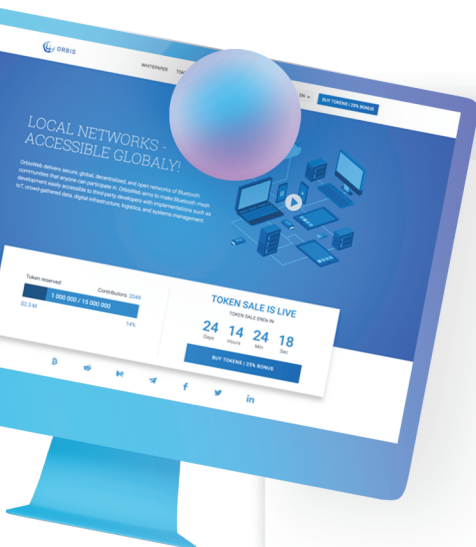 ORBIS
WHITEPAPER
EN
BUY TOKENS | 25% BONUS
LOCAL NETWORKS -
ACCESSIBLE GLOBALY!
OrbisWeb delivers secure, global, decentralized, and open networks of Bluetooth
communities that anyone can participate in. OrbisWeb aims to make Bluetooth mesh
development easily accessible to third-party developers with implementations such as
IoT, crowd-gathered data, digital infrastructure, logistics, and systems management.
Token reserved
Contributors: 2048
1 000 000 / 15 000 000
$2.3 M
14%
TOKEN SALE IS LIVE
TOKEN SALE ENDS IN
24 14 24 18
Days Hours Min Sec
BUY TOKENS | 25% BONUS